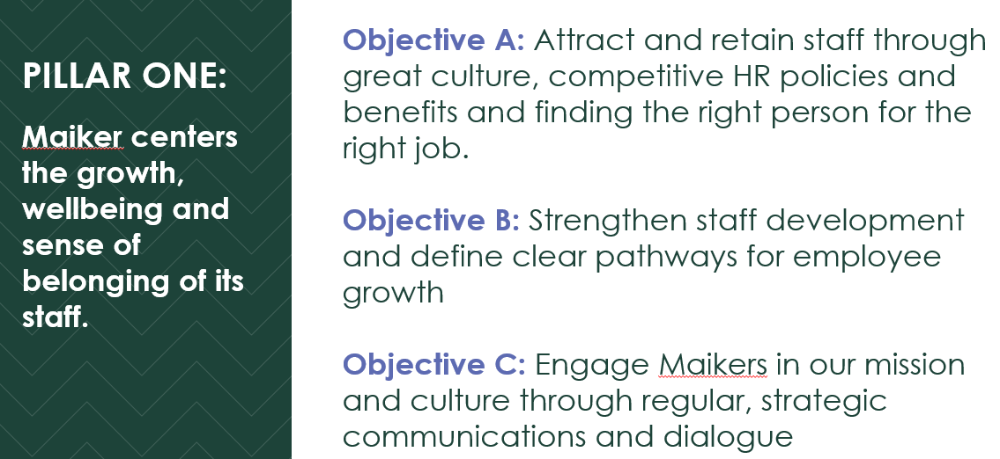 PILLAR ONE:
Maiker centers
the growth,
wellbeing and
sense of
belonging of its
staff.
Objective A: Attract and retain staff through
great culture, competitive HR policies and
benefits and finding the right person for the
right job.
Objective B: Strengthen staff development
and define clear pathways for employee
growth
Objective C: Engage Maikers in our mission
and culture through regular, strategic
communications and dialogue